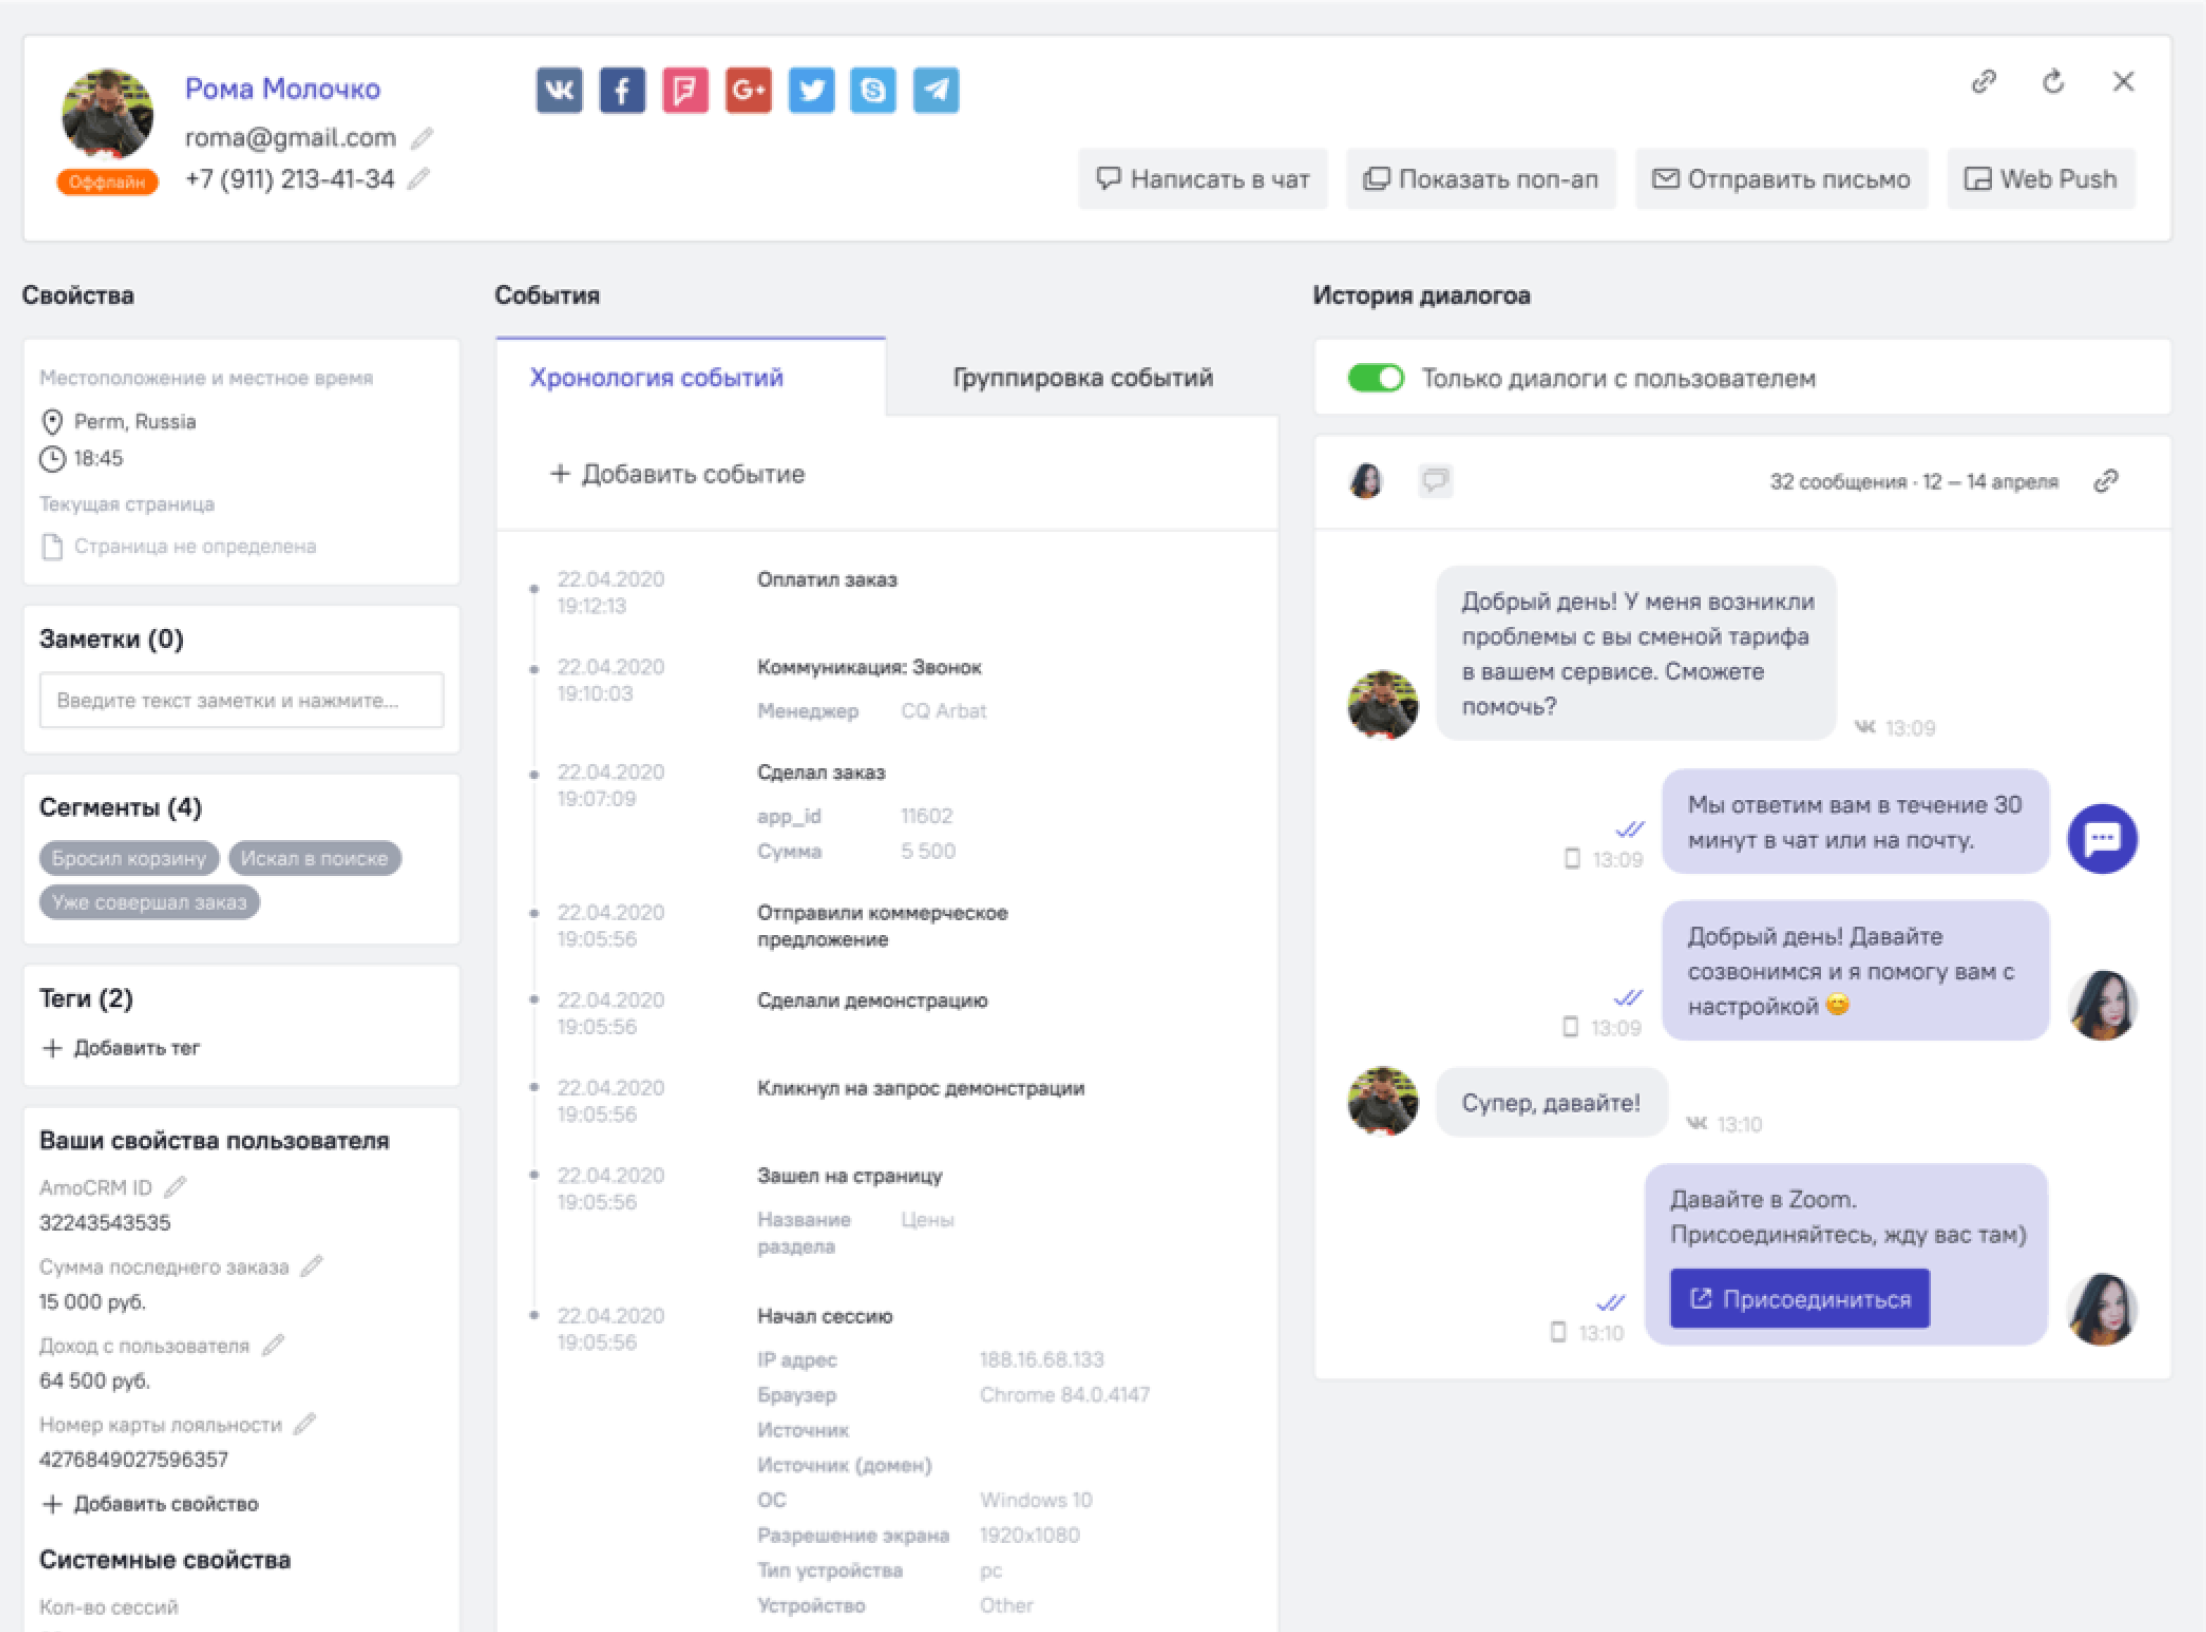 Рома Молочко
roma@gmail.com
Оффлайн
+7 (911) 213-41-34
Написать в чат
Показать поп-ап
Отправить письмо
Web Push
Свойства
Местоположение и местное время
Perm, Russia
18:45
Текущая страница
Страница не определена
Заметки (0)
Введите текст заметки и нажмите...
Сегменты (4)
Бросил корзину
Искал в поиске
Уже совершал заказ
Теги (2)
+ Добавить тег
Ваши свойства пользователя
AmoCRM ID
32243543535
Сумма последнего заказа
15 000 руб.
Доход с пользователя
64 500 руб.
Номер карты лояльности
4276849027596357
+ Добавить свойство
Системные свойства
Кол-во сессий
События
Хронология событий
Группировка событий
+ Добавить событие
22.04.2020
19:12:13
Оплатил заказ
22.04.2020
19:10:03
Коммуникация: Звонок
Менеджер CQ Arbat
22.04.2020
19:07:09
Сделал заказ
app_id 11602
Сумма 5 500
22.04.2020
19:05:56
Отправили коммерческое
предложение
22.04.2020
19:05:56
Сделали демонстрацию
22.04.2020
19:05:56
Кликнул на запрос демонстрации
22.04.2020
19:05:56
Зашел на страницу
Название Цены
раздела
22.04.2020
19:05:56
Начал сессию
IP адрес 188.16.68.133
Браузер Chrome 84.0.4147
Источник
Источник (домен)
ОС Windows 10
Разрешение экрана 1920x1080
Тип устройства pc
Устройство Other
История диалогоа
Только диалоги с пользователем
32 сообщения · 12 — 14 апреля
Добрый день! У меня возникли
проблемы с вы сменой тарифа
в вашем сервисе. Сможете
помочь?
13:09
Мы ответим вам в течение 30
минут в чат или на почту.
13:09
Добрый день! Давайте
созвонимся и я помогу вам с
настройкой 😊
13:09
Супер, давайте!
13:10
Давайте в Zoom.
Присоединяйтесь, жду вас там)
Присоединиться
13:10